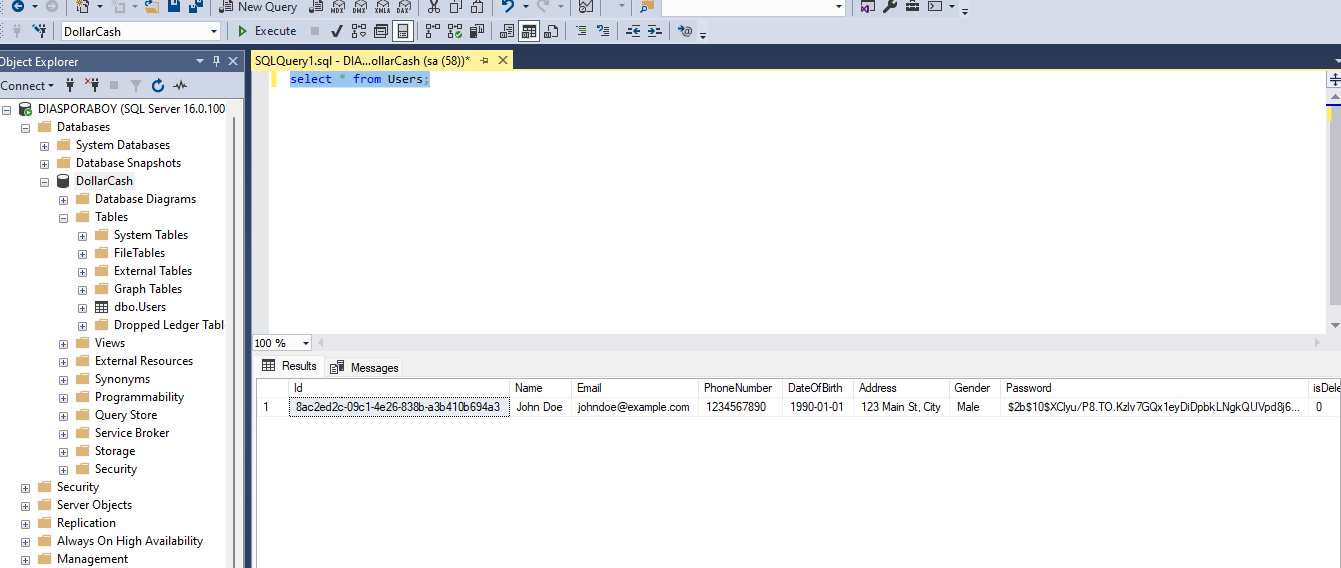 New Query MDX DMX XMLA DAX
DollarCash Execute
Object Explorer
SQLQuery1.sql - DIA...ollarCash (sa (58))*
Connect
select * from Users;
DIASPORABOY (SQL Server 16.0.100
Databases
System Databases
Database Snapshots
DollarCash
Database Diagrams
Tables
System Tables
FileTables
External Tables
Graph Tables
dbo.Users
Dropped Ledger Tabl
Views
External Resources
Synonyms
Programmability
Query Store
Service Broker
Storage
Security
Security
Server Objects
Replication
Always On High Availability
Management
100 %
Results Messages
Id Name Email PhoneNumber DateOfBirth Address Gender Password isDele
1 8ac2ed2c-09c1-4e26-838b-a3b410b694a3 John Doe johndoe@example.com 1234567890 1990-01-01 123 Main St, City Male $2b$10$XClyu/P8.TO.Kzlv7GQx1eyDiDpbkLNgkQUVpd8j6... 0